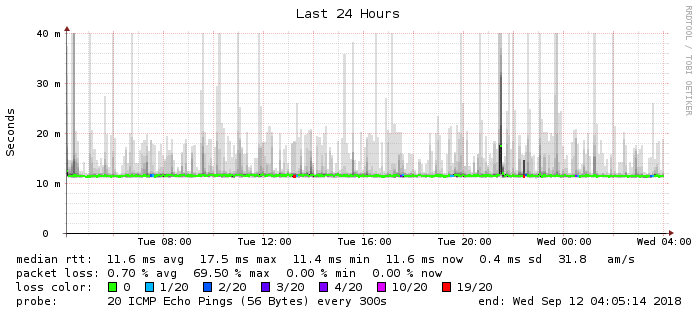 Last 24 Hours
RRDTOOL / TOBI OETIKER
Seconds
40 m
30 m
20 m
10 m
0
Tue 08:00 Tue 12:00 Tue 16:00 Tue 20:00 Wed 00:00 Wed 04:00
median rtt: 11.6 ms avg 17.5 ms max 11.4 ms min 11.6 ms now 0.4 ms sd 31.8 am/s
packet loss: 0.70 % avg 69.50 % max 0.00 % min 0.00 % now
loss color: 0 1/20 2/20 3/20 4/20 10/20 19/20
probe: 20 ICMP Echo Pings (56 Bytes) every 300s end: Wed Sep 12 04:05:14 2018